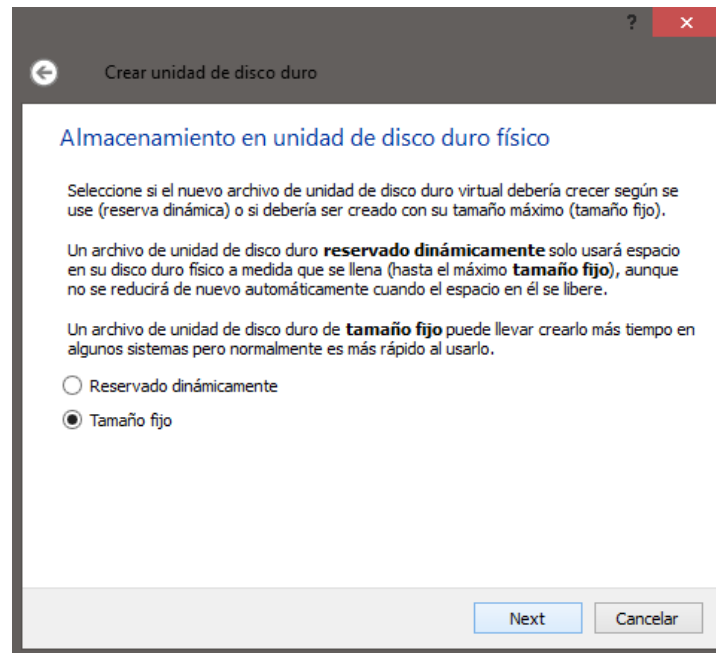 ?
Crear unidad de disco duro
Almacenamiento en unidad de disco duro físico
Seleccione si el nuevo archivo de unidad de disco duro virtual debería crecer según se
use (reserva dinámica) o si debería ser creado con su tamaño máximo (tamaño fijo).
Un archivo de unidad de disco duro reservado dinámicamente solo usará espacio
en su disco duro físico a medida que se llena (hasta el máximo tamaño fijo), aunque
no se reducirá de nuevo automáticamente cuando el espacio en él se libere.
Un archivo de unidad de disco duro de tamaño fijo puede llevar crearlo más tiempo en
algunos sistemas pero normalmente es más rápido al usarlo.
Reservado dinámicamente
Tamaño fijo
Next Cancelar